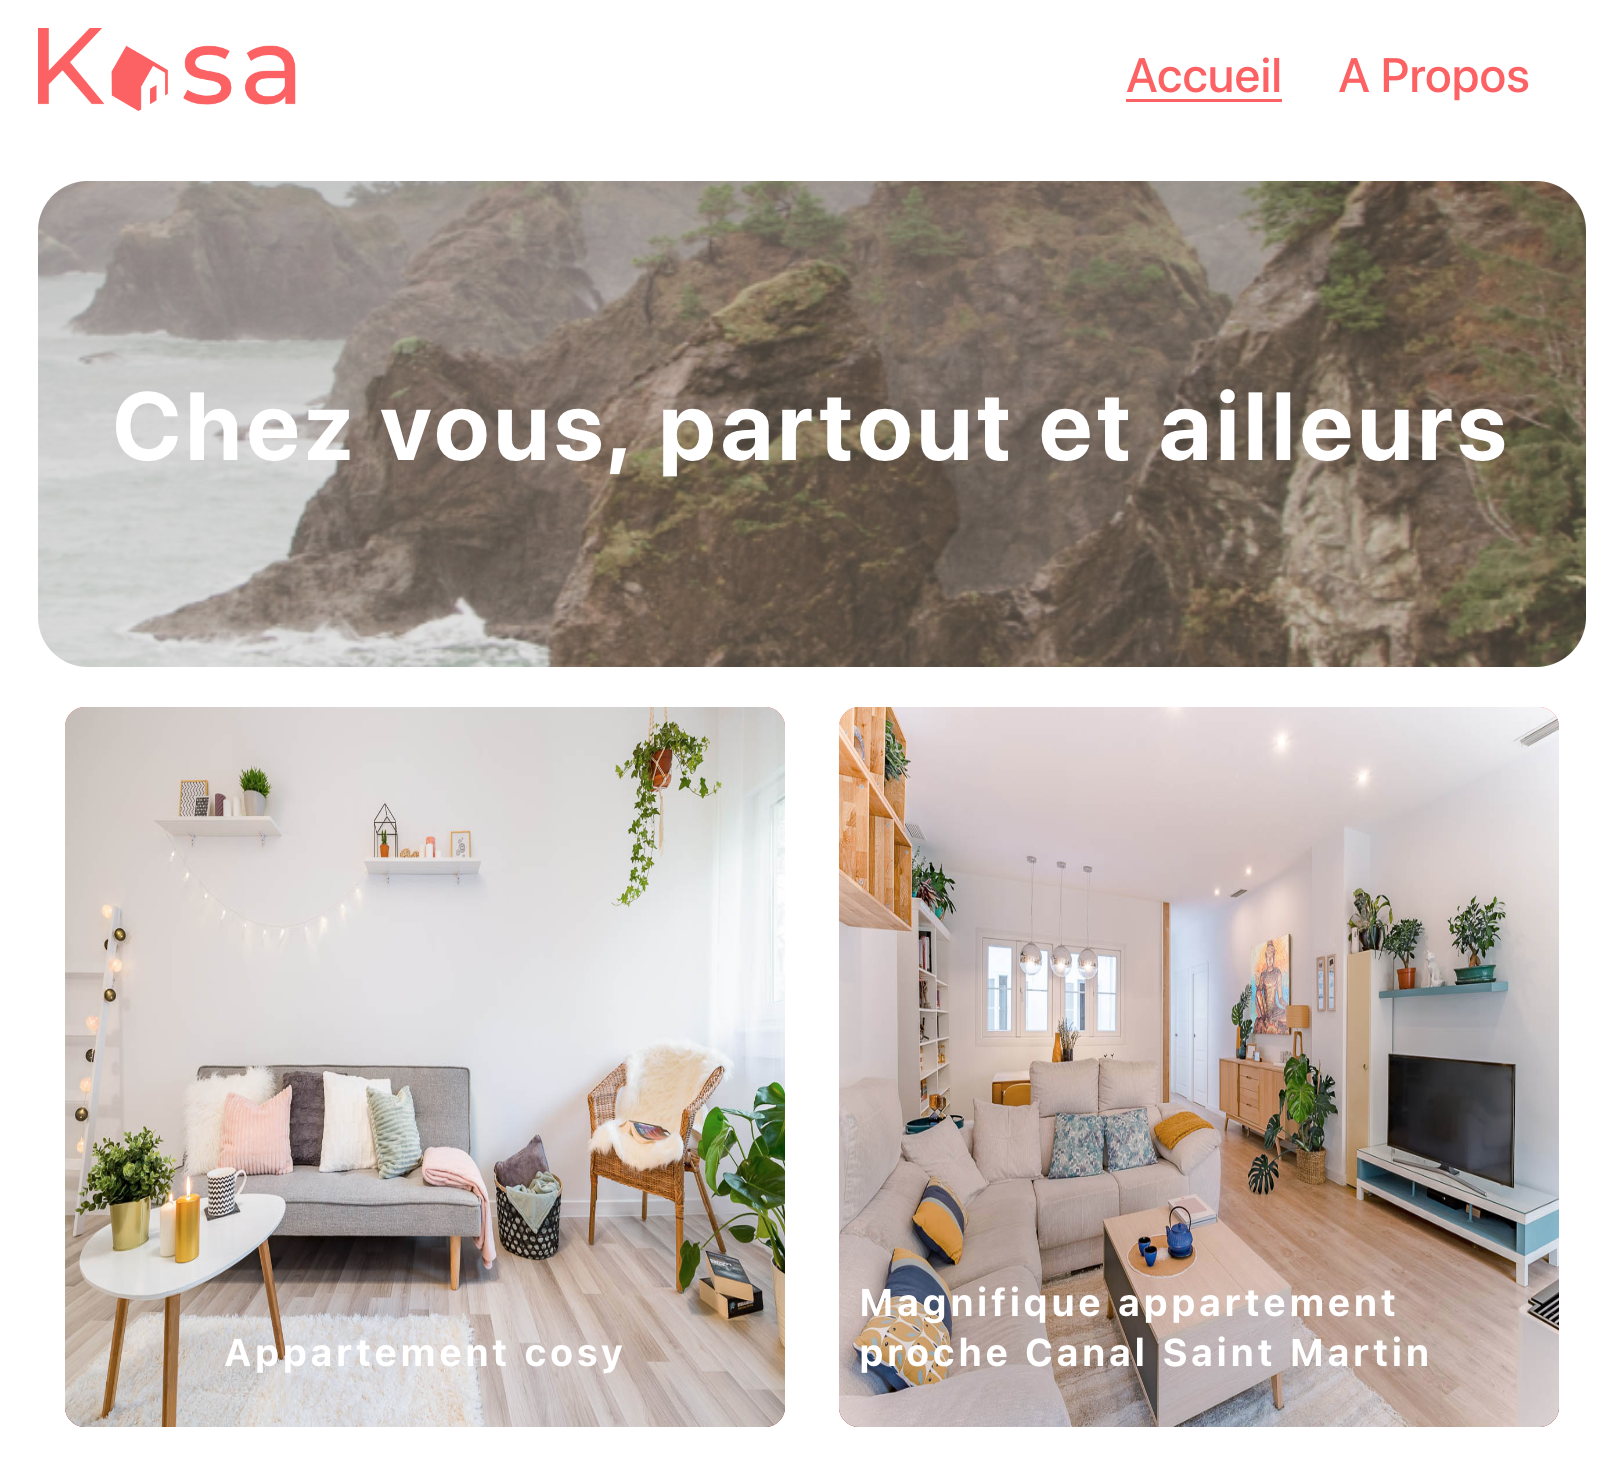 Kasa
Accueil
A Propos
Chez vous, partout et ailleurs
Appartement cosy
Magnifique appartement
proche Canal Saint Martin